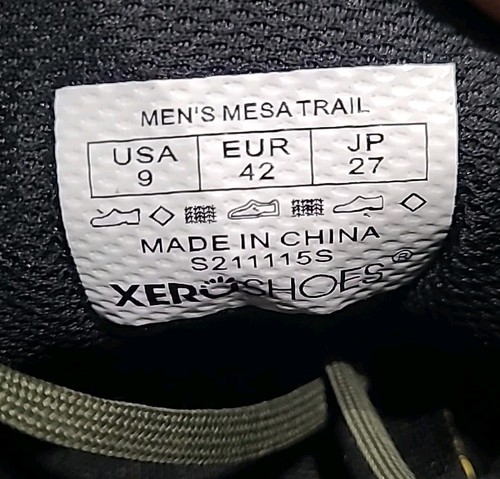 MEN'S MESA TRAIL
USA EUR JP
9 42 27
MADE IN CHINA
S211115S
XEROSHOES®